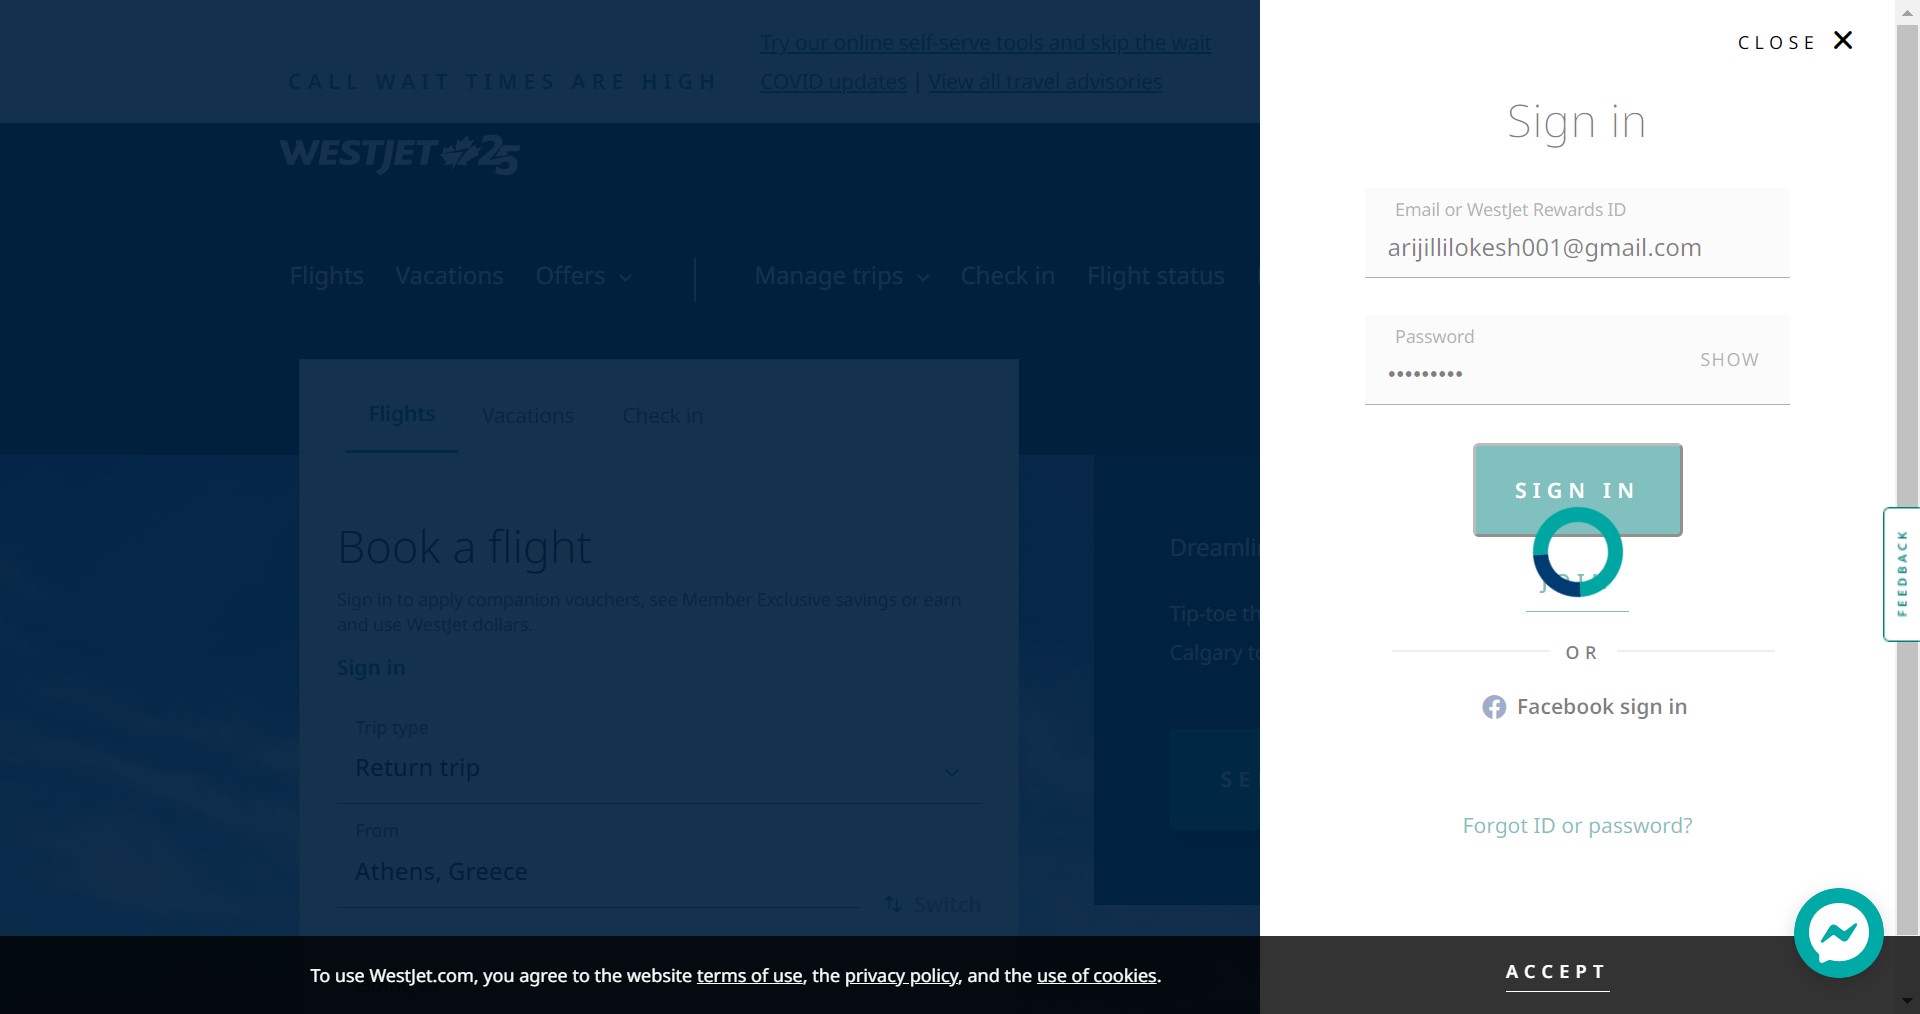 Try our online self-serve tools and skip the wait
CALL WAIT TIMES ARE HIGH
COVID updates | View all travel advisories
WESTJET 25
Flights Vacations Offers Manage trips Check in Flight status
Flights Vacations Check in
Book a flight
Sign in to apply companion vouchers, see Member Exclusive savings or earn
and use WestJet dollars.
Sign in
Trip type
Return trip
From
Athens, Greece
Switch
Tip-toe
Calgary
CLOSE
Sign in
Email or WestJet Rewards ID
arijillilokesh001@gmail.com
Password
•••••••••
SHOW
SIGN IN
OR
Facebook sign in
Forgot ID or password?
FEEDBACK
To use WestJet.com, you agree to the website terms of use, the privacy policy, and the use of cookies.
ACCEPT